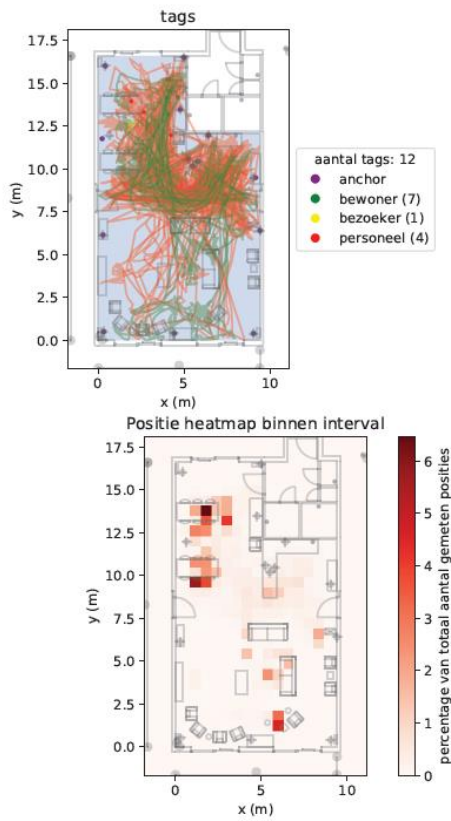 tags
17.5
15.0
12.5
10.0
7.5
5.0
2.5
0.0
y (m)
0 5 10
x (m)
aantal tags: 12
anchor
bewoner (7)
bezoeker (1)
personeel (4)
Positie heatmap binnen interval
17.5
15.0
12.5
10.0
7.5
5.0
2.5
0.0
y (m)
0 5 10
x (m)
6
5
4
3
2
1
0
percentage van totaal aantal gemeten posities